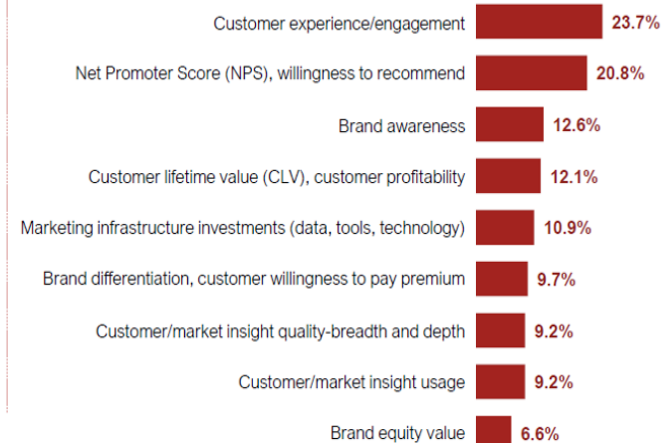 Customer experience/engagement 23.7%
Net Promoter Score (NPS), willingness to recommend 20.8%
Brand awareness 12.6%
Customer lifetime value (CLV), customer profitability 12.1%
Marketing infrastructure investments (data, tools, technology) 10.9%
Brand differentiation, customer willingness to pay premium 9.7%
Customer/market insight quality-breadth and depth 9.2%
Customer/market insight usage 9.2%
Brand equity value 6.6%